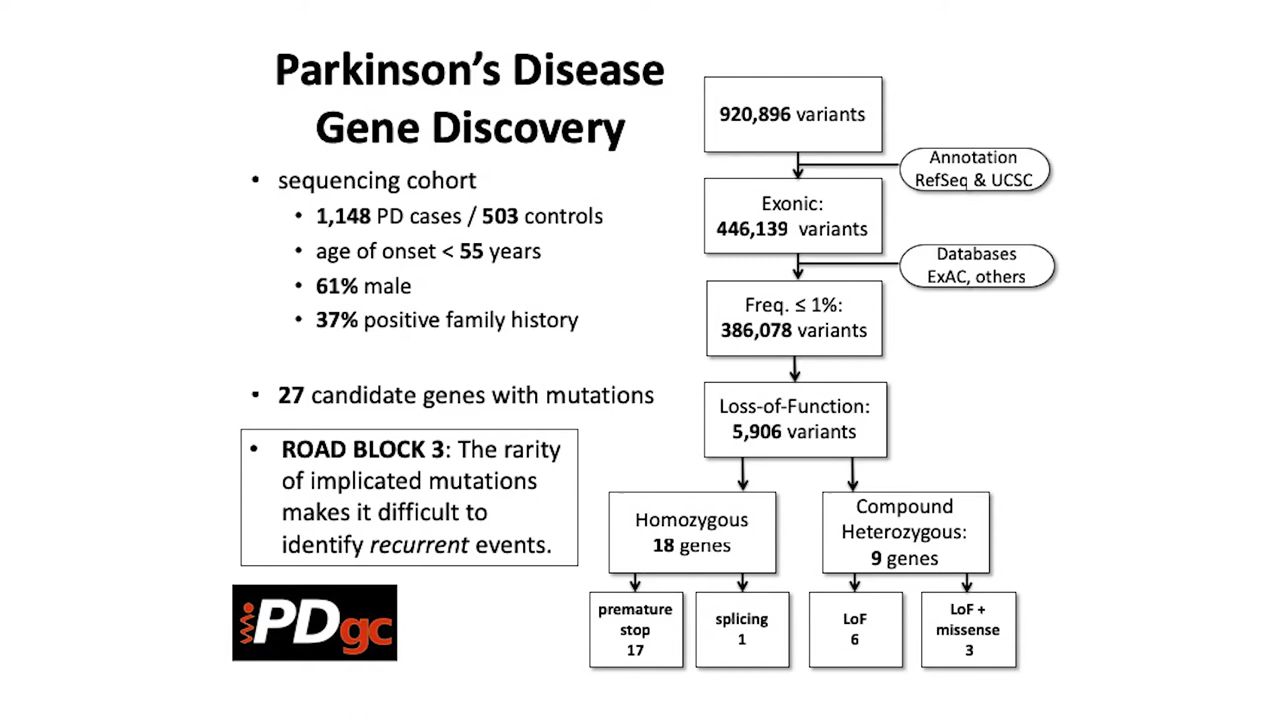 Parkinson's Disease
Gene Discovery
• sequencing cohort
• 1,148 PD cases / 503 controls
• age of onset < 55 years
• 61% male
• 37% positive family history
• 27 candidate genes with mutations
• ROAD BLOCK 3: The rarity
of implicated mutations
makes it difficult to
identify recurrent events.
iPDgc
920,896 variants
Annotation
RefSeq & UCSC
Exonic:
446,139 variants
Databases
ExAC, others
Freq. ≤ 1%:
386,078 variants
Loss-of-Function:
5,906 variants
Homozygous
18 genes
Compound
Heterozygous:
9 genes
premature
stop
17
splicing
1
LoF
6
LoF +
missense
3